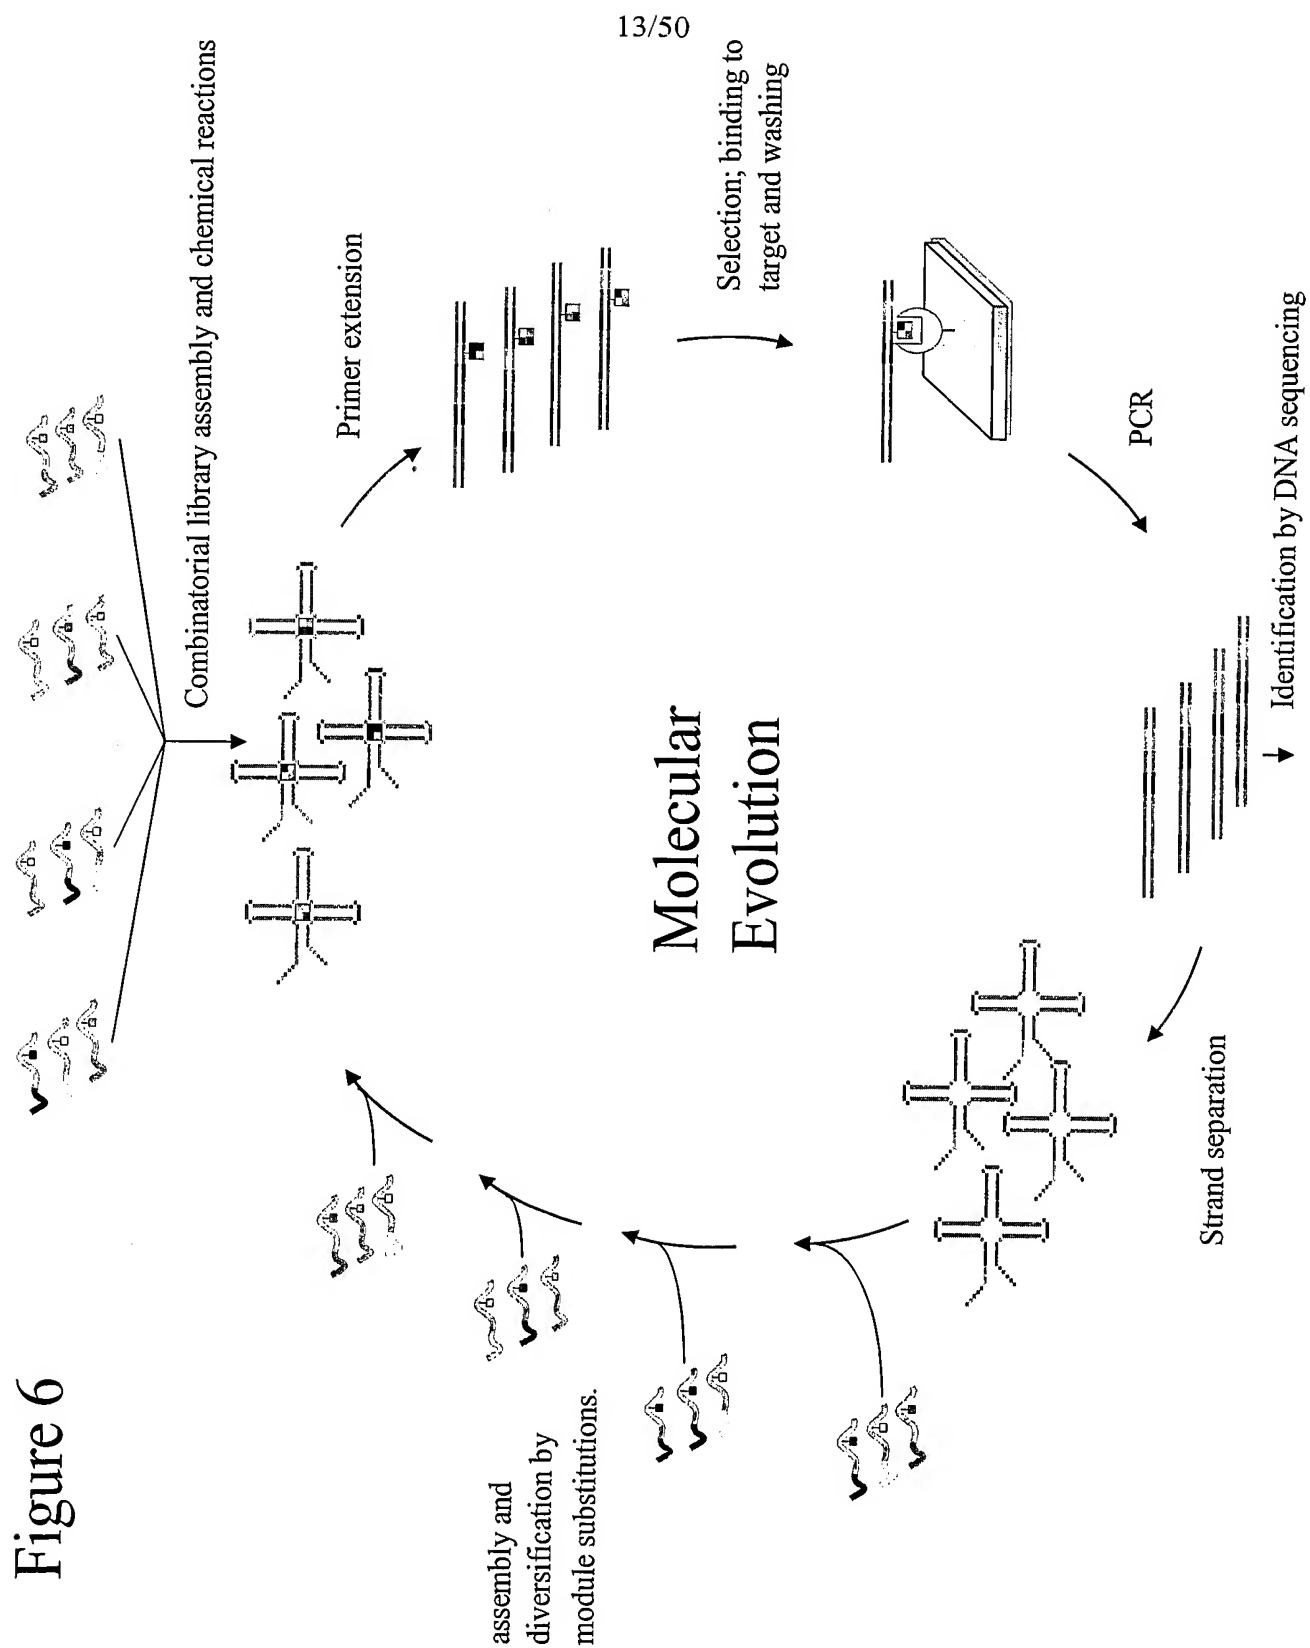 13/50
Figure 6
Combinatorial library assembly and chemical reactions
Primer extension
Selection; binding to
target and washing
PCR
Identification by DNA sequencing
Strand separation
assembly and
diversification by
module substitutions.
Molecular
Evolution